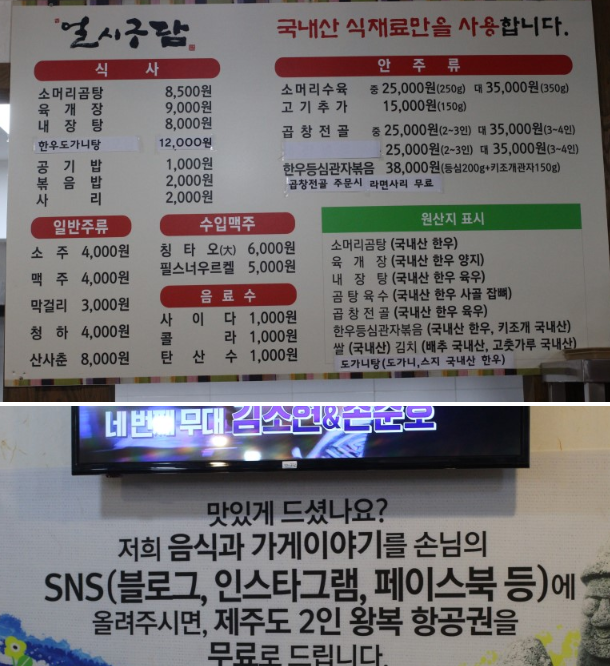 얼시구탐
국내산 식재료만을 사용합니다.
식 사
소머리곰탕 8,500원
육 개 장 9,000원
내 장 탕 8,000원
한우도가니탕 12,000원
공 기 밥 1,000원
볶 음 밥 2,000원
사 리 2,000원
일반주류
소 주 4,000원
맥 주 4,000원
막걸리 3,000원
청 하 4,000원
산사춘 8,000원
수입맥주
칭 타 오(大) 6,000원
필스너우르켈 5,000원
음 료 수
사 이 다 1,000원
콜 라 1,000원
탄 산 수 1,000원
안 주 류
소머리수육 중 25,000원(250g) 대 35,000원(350g)
고기추가 15,000원(150g)
곱창전골 중 25,000원(2~3인) 대 35,000원(3~4인)
25,000원(2~3인) 대 35,000원(3~4인)
한우등심관자볶음 38,000원(등심200g+키조개관자150g)
곱창전골 주문시 라면사리 무료
원산지 표시
소머리곰탕 (국내산 한우)
육 개 장 (국내산 한우 양지)
내 장 탕 (국내산 한우 육우)
곰탕육수 (국내산 한우 사골 잡뼈)
곱창전골 (국내산 한우 육우)
한우등심관자볶음 (국내산 한우, 키조개 국내산)
쌀 (국내산) 김치 (배추 국내산, 고춧가루 국내산)
도가니탕(도가니,스지 국내산 한우)
네 번째 무대 김소현&손준호
맛있게 드셨나요?
저희 음식과 가게이야기를 손님의
SNS(블로그, 인스타그램, 페이스북 등)에
올려주시면, 제주도 2인 왕복 항공권을
무료로 드립니다.